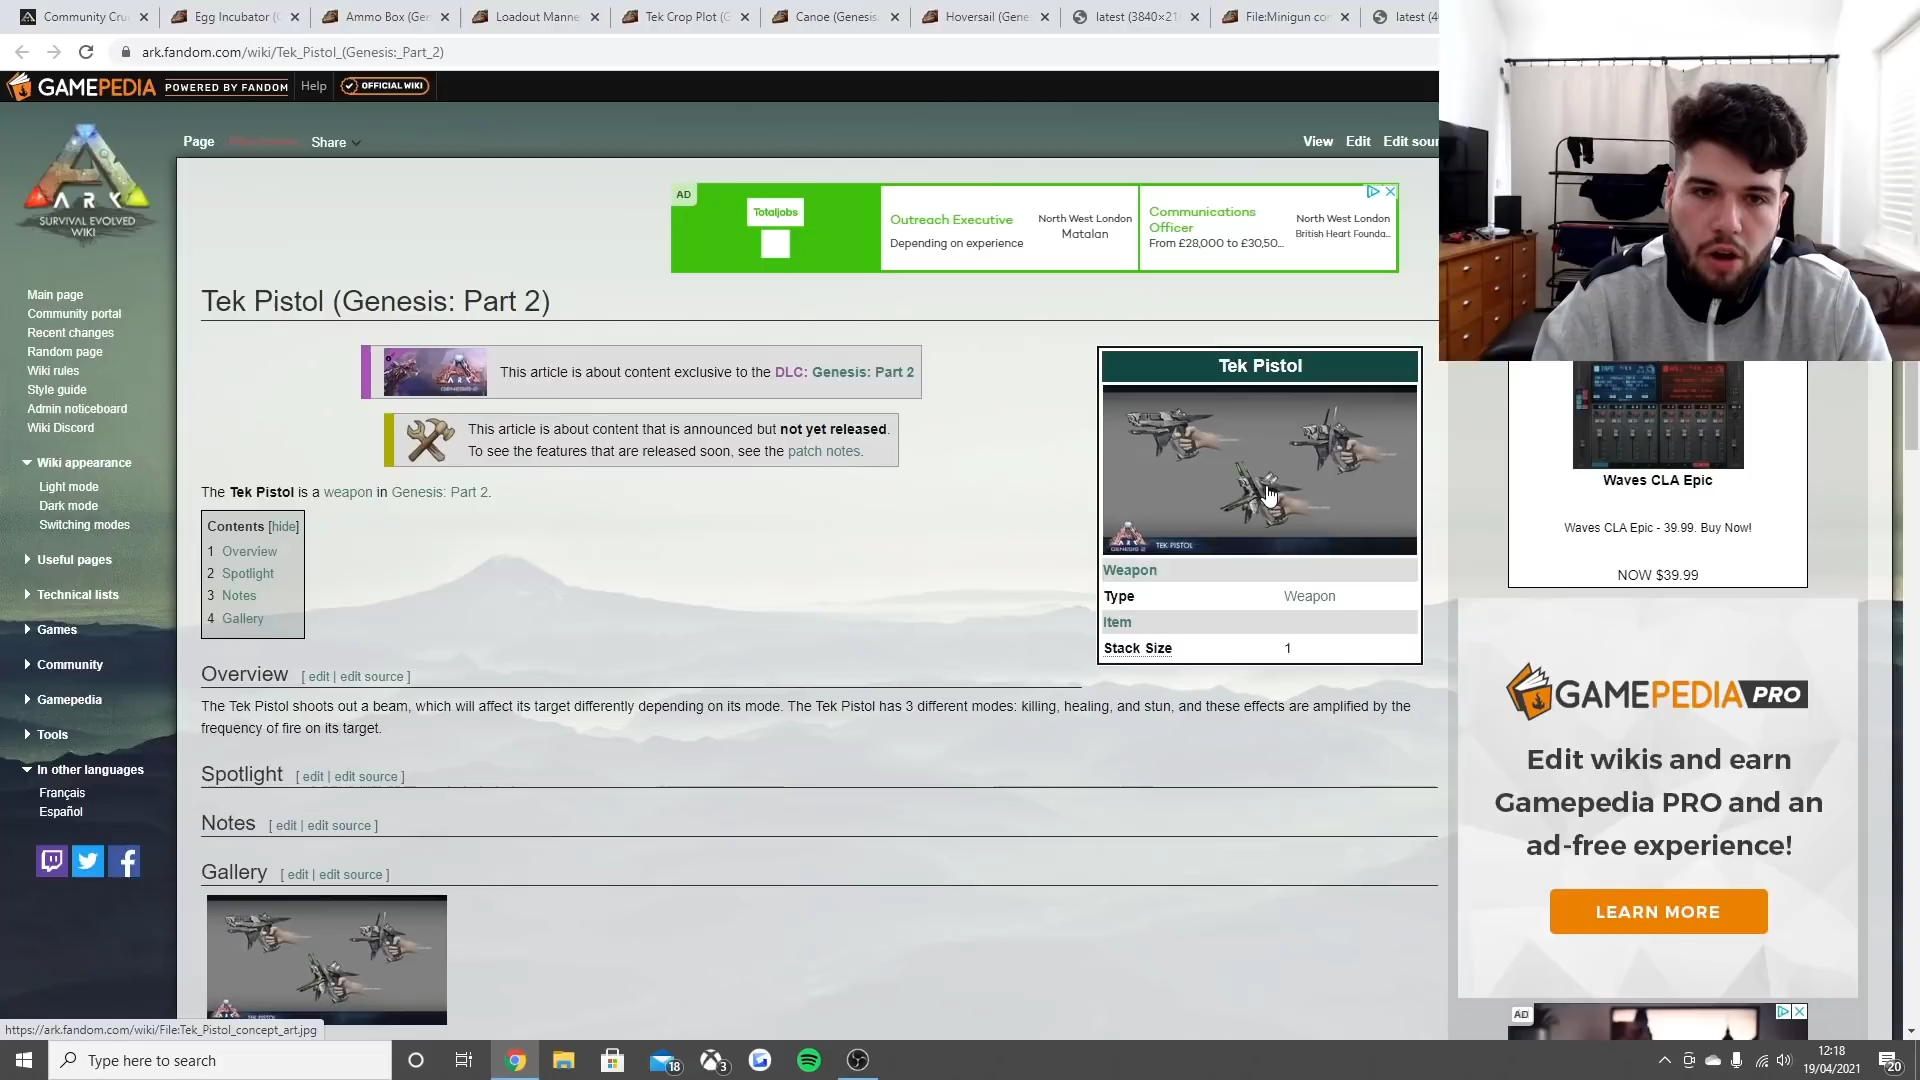 Community Cru
Egg Incubator (
Ammo Box (Ger
Loadout Manne
Tek Crop Plot (G
Canoe (Genesis
Hoversail (Gene
latest (3840×21
File:Minigun co
latest (4
ark.fandom.com/wiki/Tek_Pistol_(Genesis:_Part_2)
GAMEPEDIA POWERED BY FANDOM Help OFFICIAL WIKI
Page
Share
View Edit Edit sour
ARK
SURVIVAL EVOLVED
WIKI
AD
Totaljobs
Outreach Executive
Depending on experience
North West London
Matalan
Communications
Officer
From £28,000 to £30,50...
North West London
British Heart Founda...
Main page
Community portal
Recent changes
Random page
Wiki rules
Style guide
Admin noticeboard
Wiki Discord
Wiki appearance
Light mode
Dark mode
Switching modes
Useful pages
Technical lists
Games
Community
Gamepedia
Tools
In other languages
Français
Español
Tek Pistol (Genesis: Part 2)
This article is about content exclusive to the DLC: Genesis: Part 2
This article is about content that is announced but not yet released.
To see the features that are released soon, see the patch notes.
The Tek Pistol is a weapon in Genesis: Part 2.
Contents [hide]
1 Overview
2 Spotlight
3 Notes
4 Gallery
Tek Pistol
TEK PISTOL
Weapon
Type Weapon
Item
Stack Size 1
Overview [ edit | edit source ]
The Tek Pistol shoots out a beam, which will affect its target differently depending on its mode. The Tek Pistol has 3 different modes: killing, healing, and stun, and these effects are amplified by the
frequency of fire on its target.
Spotlight [ edit | edit source ]
Notes [ edit | edit source ]
Gallery [ edit | edit source ]
Waves CLA Epic
Waves CLA Epic - 39.99. Buy Now!
NOW $39.99
GAMEPEDIA PRO
Edit wikis and earn
Gamepedia PRO and an
ad-free experience!
LEARN MORE
AD
https://ark.fandom.com/wiki/File:Tek_Pistol_concept_art.jpg
Type here to search
18
3
12:18
19/04/2021
20